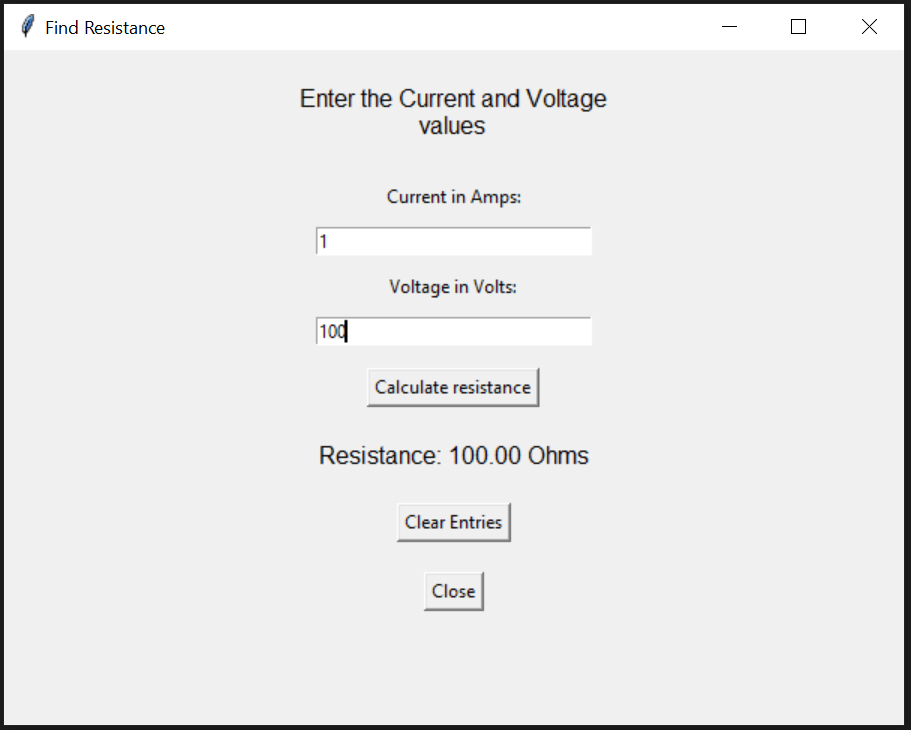 Find Resistance
Enter the Current and Voltage
values
Current in Amps:
1
Voltage in Volts:
100
Calculate resistance
Resistance: 100.00 Ohms
Clear Entries
Close